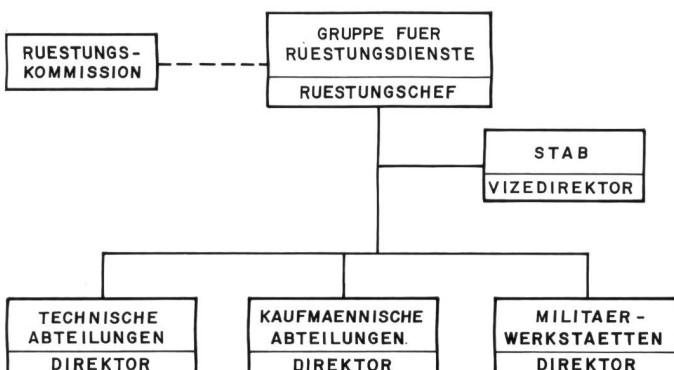 GRUPPE FUER
RUESTUNGSDIENSTE
RUESTUNGSCHEF
RUESTUNGS-
KOMMISSION
STAB
VIZEDIREKTOR
TECHNISCHE
ABTEILUNGEN
DIREKTOR
KAUFMAENNISCHE
ABTEILUNGEN.
DIREKTOR
MILITAER-
WERKSTAETTEN
DIREKTOR